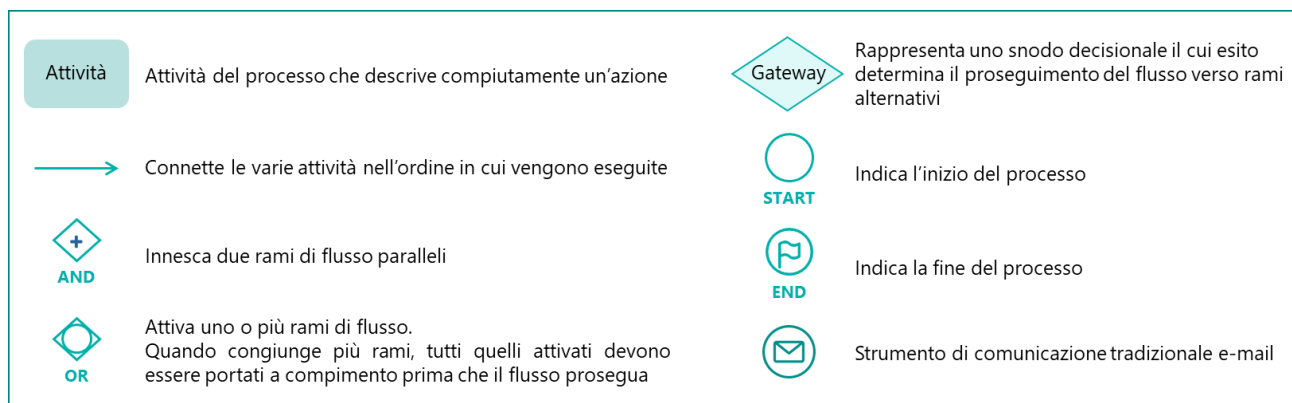 Attività
Attività del processo che descrive compiutamente un'azione
Connette le varie attività nell'ordine in cui vengono eseguite
AND
Innesca due rami di flusso paralleli
OR
Attiva uno o più rami di flusso.
Quando congiunge più rami, tutti quelli attivati devono
essere portati a compimento prima che il flusso prosegua
Gateway
Rappresenta uno snodo decisionale il cui esito
determina il proseguimento del flusso verso rami
alternativi
START
Indica l'inizio del processo
END
Indica la fine del processo
Strumento di comunicazione tradizionale e-mail